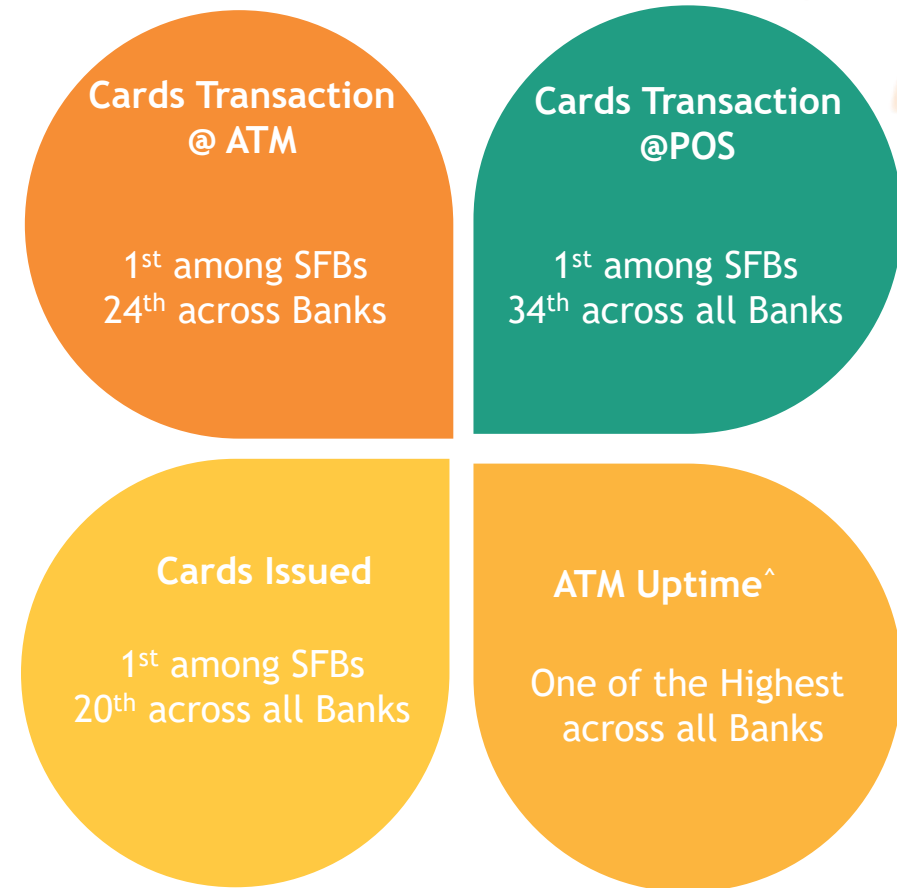 Cards Transaction
@ ATM
1st among SFBs
24th across Banks
Cards Transaction
@POS
1st among SFBs
34th across all Banks
Cards Issued
1st among SFBs
20th across all Banks
ATM Uptime^
One of the Highest
across all Banks